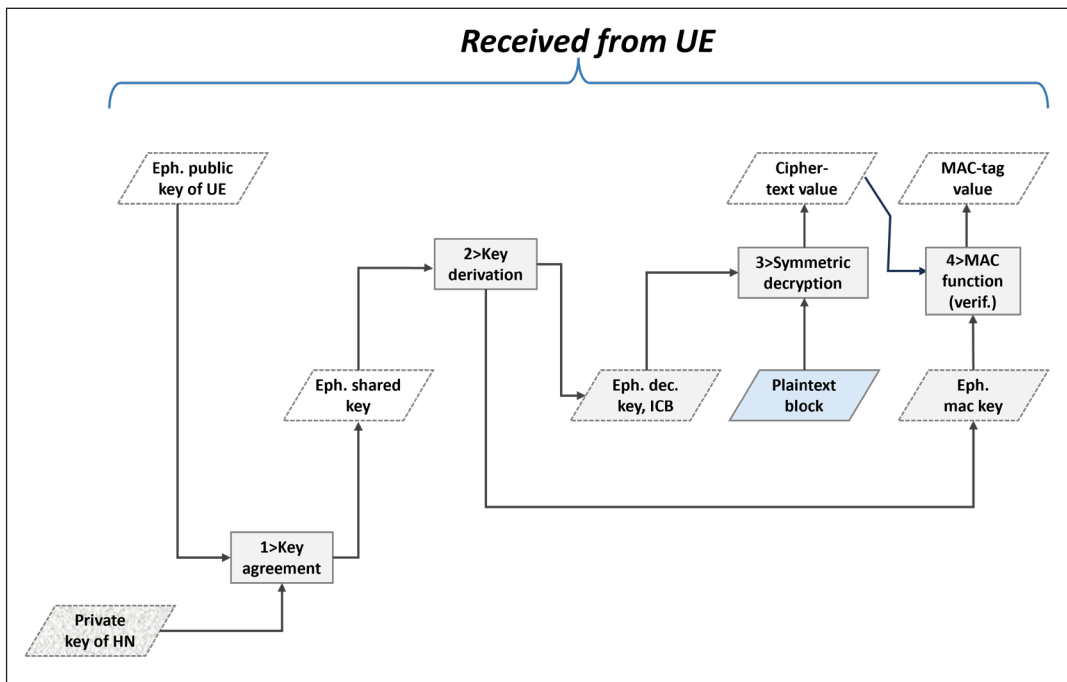 Received from UE
Eph. public
key of UE
Cipher-
text value
MAC-tag
value
2>Key
derivation
3>Symmetric
decryption
4>MAC
function
(verif.)
Eph. shared
key
Eph. dec.
key, ICB
Plaintext
block
Eph.
mac key
1>Key
agreement
Private
key of HN